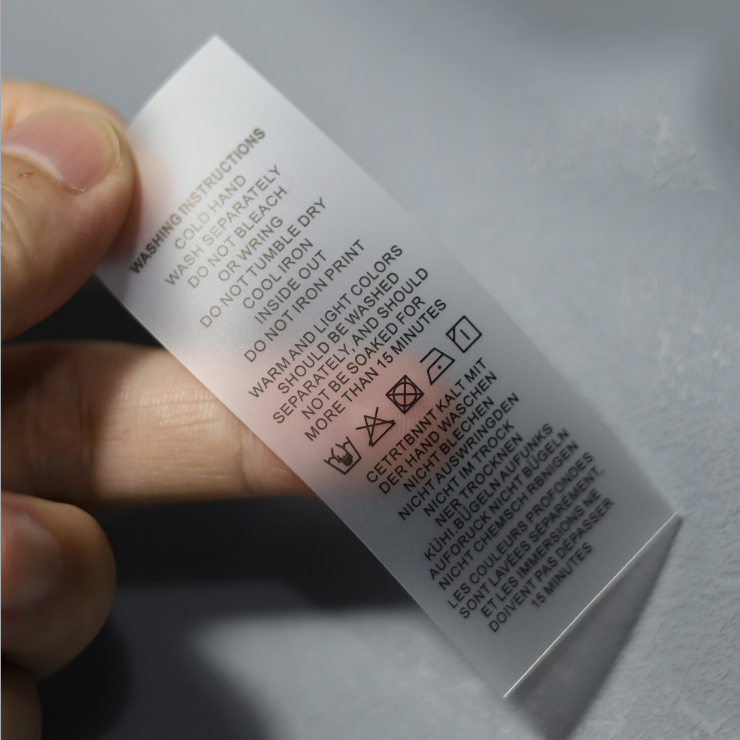 WASHING INSTRUCTIONS
COLD HAND
WASH SEPARATELY
DO NOT BLEACH
OR WRING
DO NOT TUMBLE DRY
COOL IRON
INSIDE OUT
DO NOT IRON PRINT
WARM AND LIGHT COLORS
SHOULD BE WASHED
SEPARATELY, AND SHOULD
NOT BE SOAKED FOR
MORE THAN 15 MINUTES
CETRTBNNT KALT MIT
DER HAND WASCHEN
NICHT BLECHEN
NICHT AUSWRINGDEN
NICHT IM TROCK
NER TROCKNEN
KÜHI.BÜGELN AUFUNKS
AUFORUCK NICHT BÜGELN
NICHT CHEMSCH RBNIGEN
LES COULEURS PROFONDES
SONT LAVÉES SÉPARÉMENT,
ET LES IMMERSIONS NE
DOIVENT PAS DÉPASSER
15 MINUTES